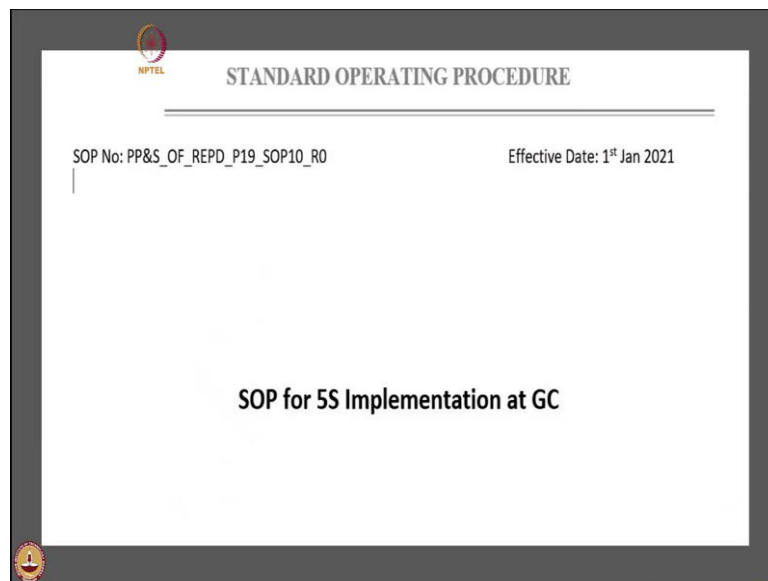 NPTEL
STANDARD OPERATING PROCEDURE
SOP No: PP&S_OF_REPD_P19_SOP10_R0
Effective Date: 1st Jan 2021
SOP for 5S Implementation at GC